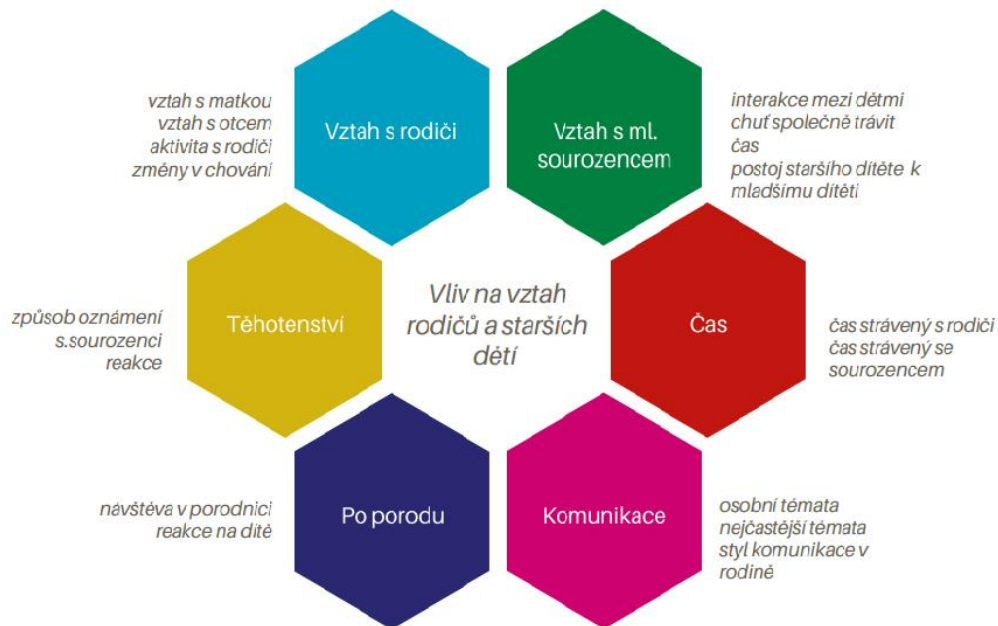 vztah s matkou
vztah s otcem
aktivita s rodiči
změny v chování
Vztah s rodiči
Vztah s ml.
sourozencem
interakce mezi dětmi
chuť společně trávit
čas
postoj staršího dítěte k
mladšímu dítěti
způsob oznámení
s.sourozenci
reakce
Těhotenství
Vliv na vztah
rodičů a starších
dětí
Čas
čas strávený s rodiči
čas strávený se
sourozencem
návštěva v porodnici
reakce na dítě
Po porodu
Komunikace
osobní témata
nejčastější témata
styl komunikace v
rodině